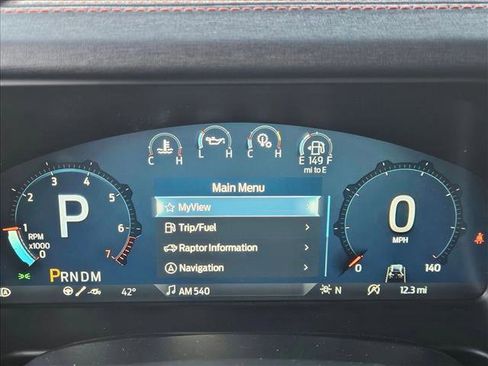 C H
L H
C H
E 149 F
mi to E
Main Menu
MyView
Trip/Fuel
Raptor Information
Navigation
1 2 3 4 5 6 7
P
RPM
x1000
0
0
MPH
0 140
PRNDM
42°
AM 540
N
12.3 mi